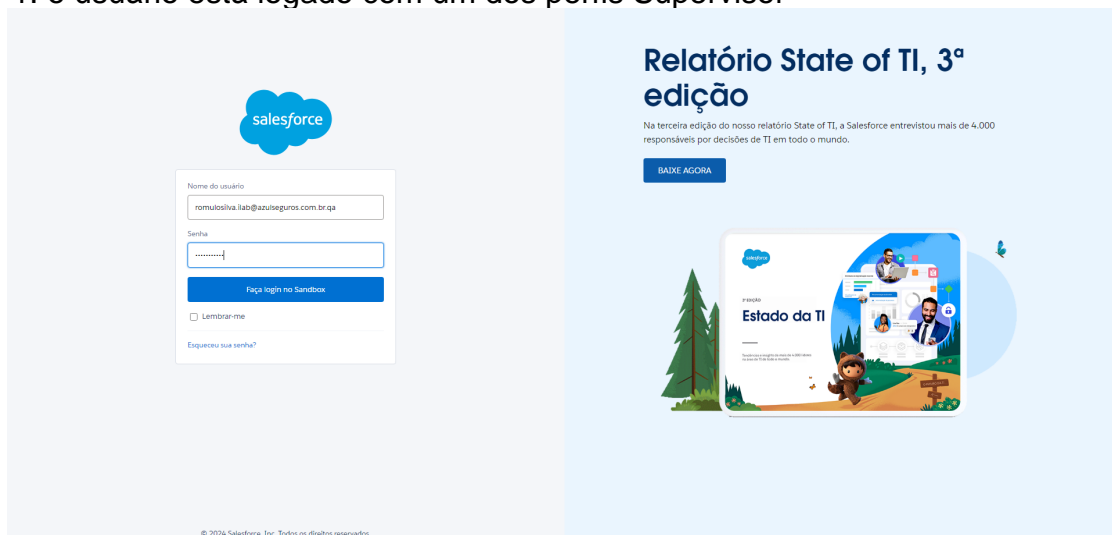 1. o usuário está logado com um dos perfis Supervisor
salesforce
Nome do usuário
romulosilva.llab@azulseguros.com.br.qa
Senha
Faça login no Sandbox
Lembrar-me
Esqueceu sua senha?
© 2024 Salesforce, Inc. Todos os direitos reservados.
Relatório State of TI, 3ª
edição
Na terceira edição do nosso relatório State of TI, a Salesforce entrevistou mais de 4.000
responsáveis por decisões de TI em todo o mundo.
BAIXE AGORA
salesforce
3ª EDIÇÃO
Estado da TI